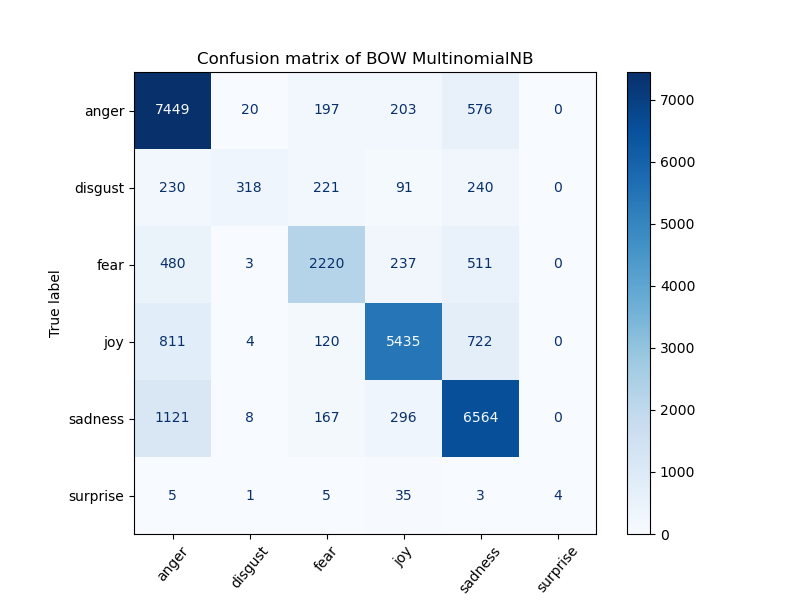 Confusion matrix of BOW MultinomialNB
True label
anger 7449 20 197 203 576 0
disgust 230 318 221 91 240 0
fear 480 3 2220 237 511 0
joy 811 4 120 5435 722 0
sadness 1121 8 167 296 6564 0
surprise 5 1 5 35 3 4
anger disgust fear joy sadness surprise
7000
6000
5000
4000
3000
2000
1000
0